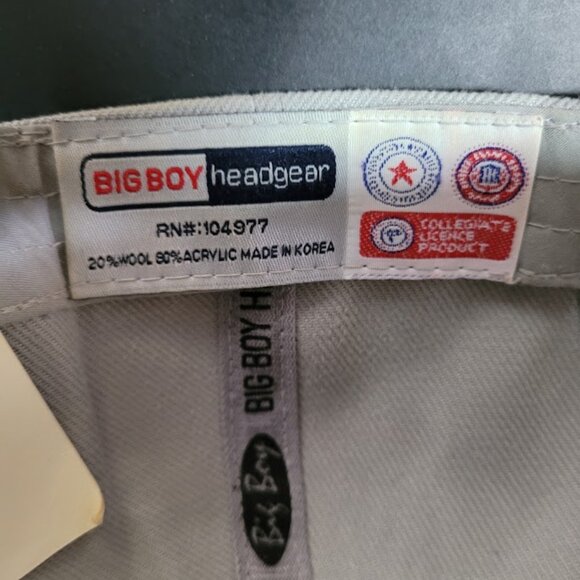 BIG BOY headgear
RN#:104977
20%WOOL 80%ACRYLIC MADE IN KOREA
COLLEGIATE
LICENCE
PRODUCT
BIG BOY
Big Boy